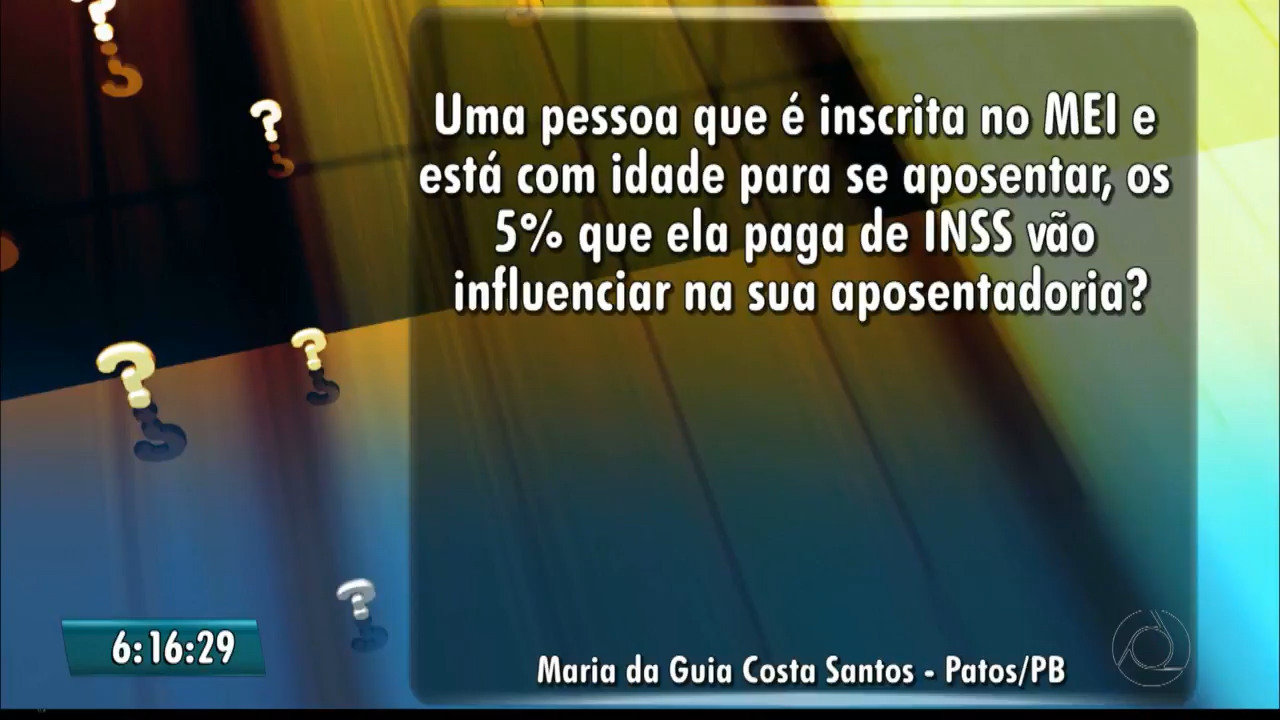 Uma pessoa que é inscrita no MEI e
está com idade para se aposentar, os
5% que ela paga de INSS vão
influenciar na sua aposentadoria?
6:16:29
Maria da Guia Costa Santos - Patos/PB